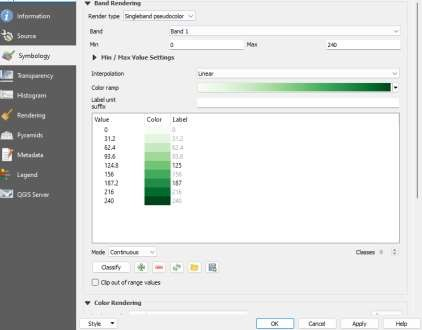 Information
Source
Symbology
Transparency
Histogram
Rendering
Pyramids
Metadata
Legend
QGIS Server
Band Rendering
Render type Singleband pseudocolor
Band Band 1
Min 0 Max 240
Min / Max Value Settings
Interpolation Linear
Color ramp
Label unit
suffix
Value Color Label
0 0
31.2 31.2
62.4 62.4
93.6 93.6
124.8 125
156 156
187.2 187
216 216
240 240
Mode Continuous Classes
Classify
Clip out of range values
Color Rendering
Style OK Cancel Apply Help